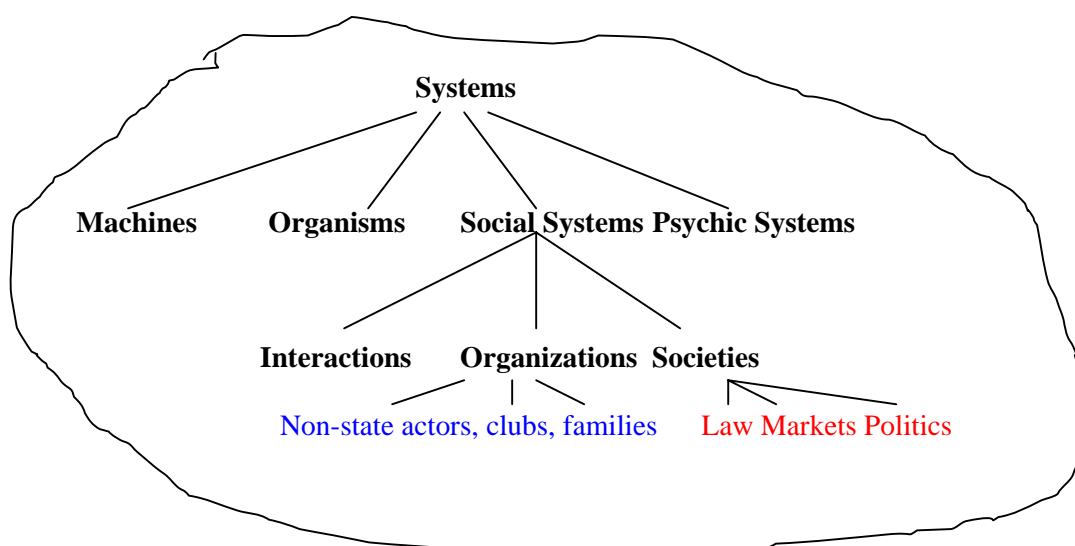 Systems
Machines Organisms Social Systems Psychic Systems
Interactions Organizations Societies
Non-state actors, clubs, families Law Markets Politics